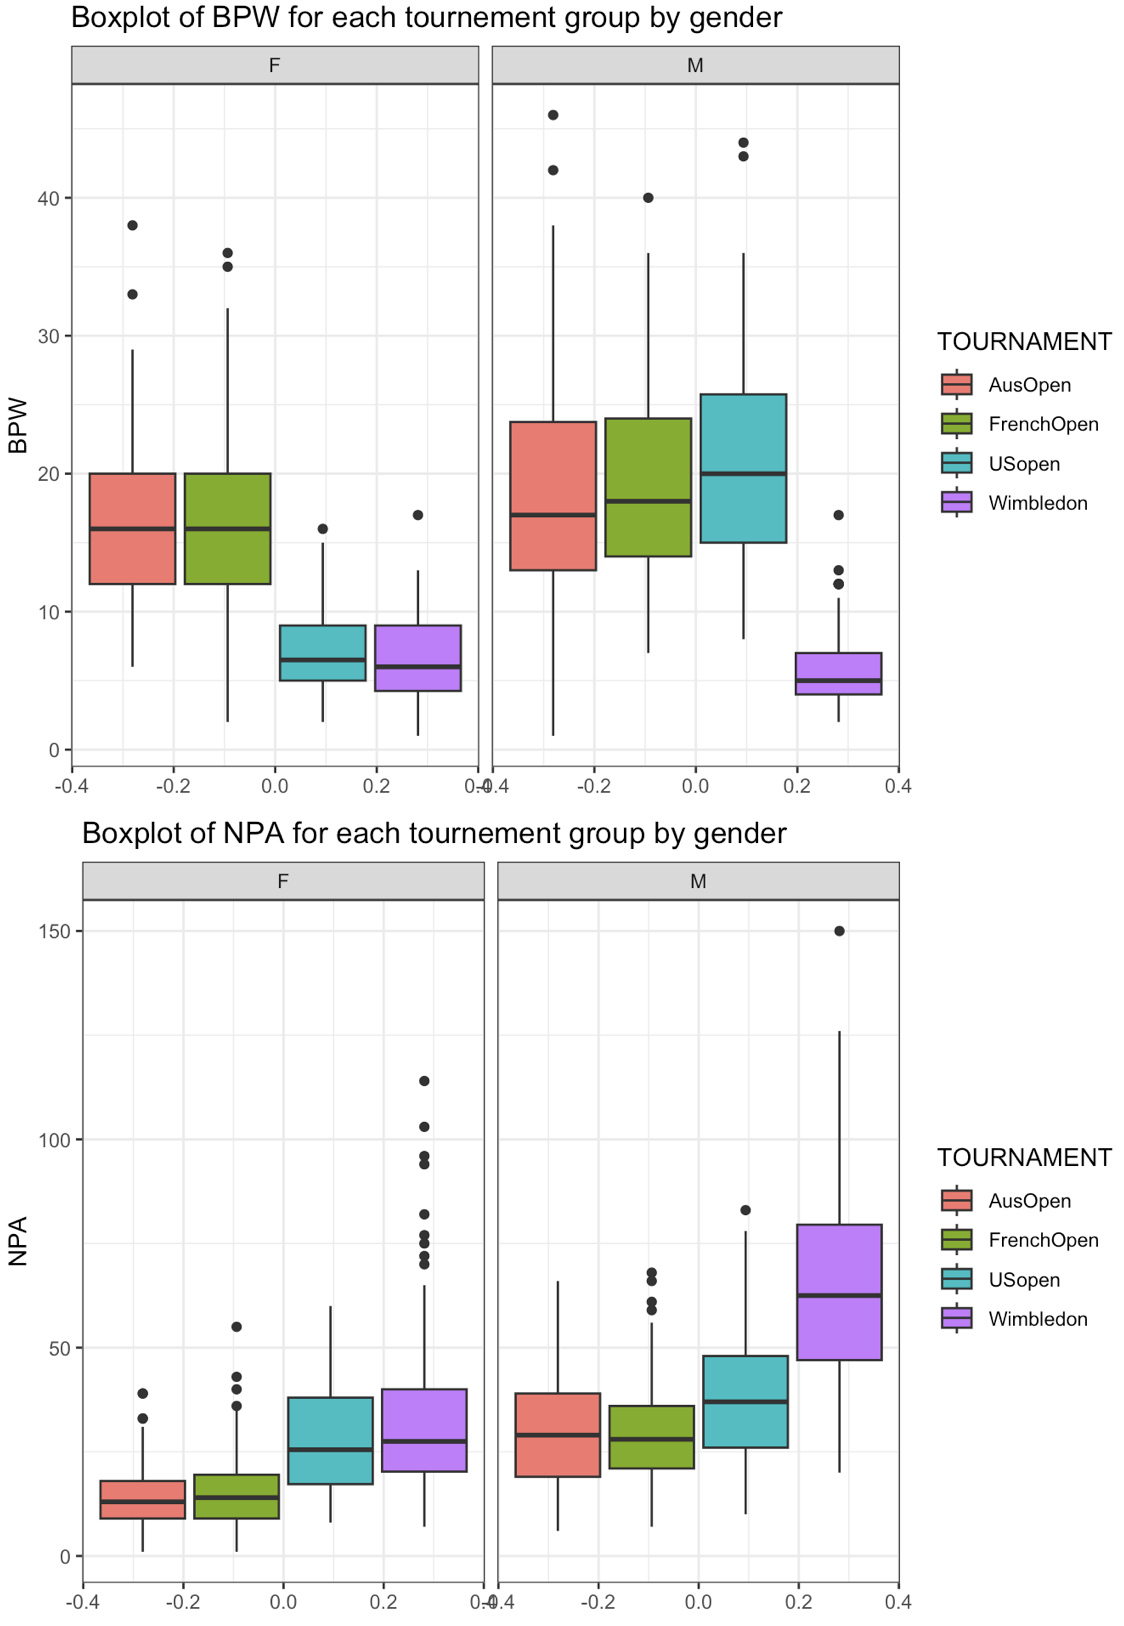 Boxplot of BPW for each tournement group by gender
F
M
BPW
40
30
20
10
0
-0.4
-0.2
0.0
0.2
0.4
-0.4
-0.2
0.0
0.2
0.4
TOURNAMENT
AusOpen
FrenchOpen
USopen
Wimbledon
Boxplot of NPA for each tournement group by gender
F
M
NPA
150
100
50
0
-0.4
-0.2
0.0
0.2
0.4
-0.4
-0.2
0.0
0.2
0.4
TOURNAMENT
AusOpen
FrenchOpen
USopen
Wimbledon